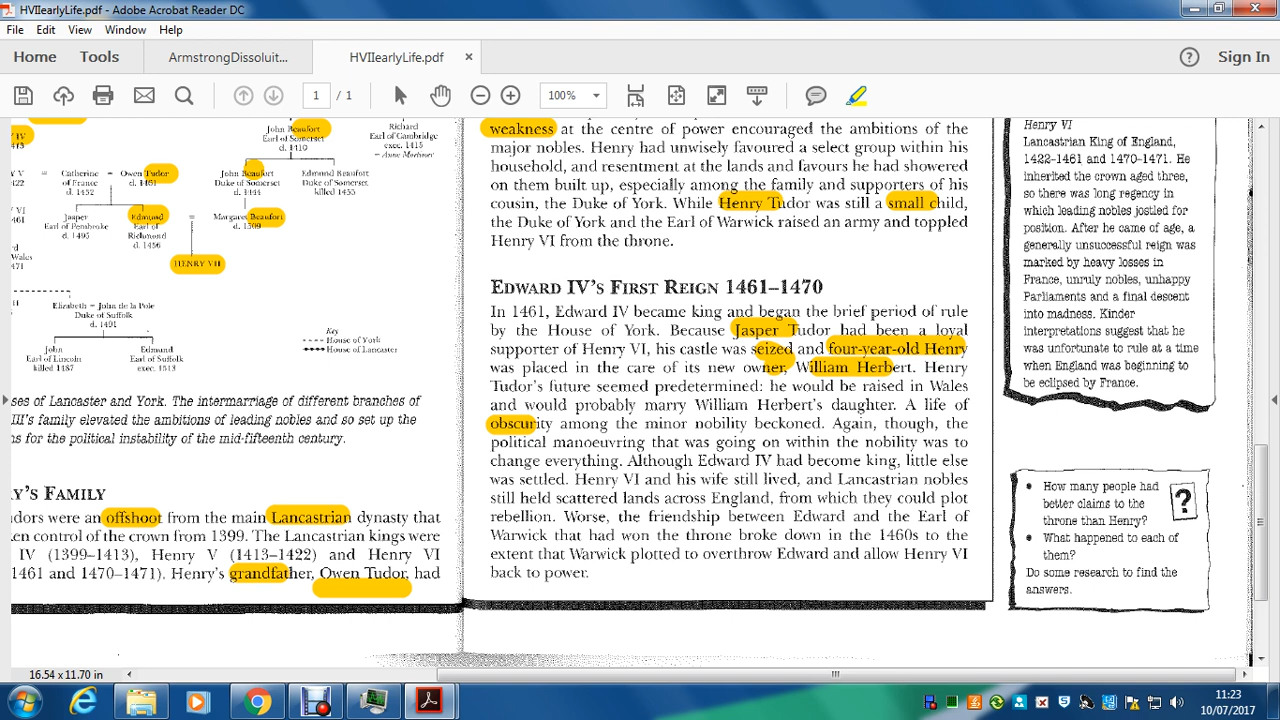 HVIIearlyLife.pdf - Adobe Acrobat Reader DC
File Edit View Window Help
Home Tools ArmstrongDissoluit... HVIIearlyLife.pdf × Sign In
1 / 1 100%
John Beaufort
Earl of Somerset
d. 1410
Richard
Earl of Cambridge
exec. 1415
= Anne Mortimer
Catherine
of France
d. 1452
= Owen Tudor
d. 1461
John Beaufort
Duke of Somerset
d. 1444
Edmund Beaufort
Duke of Somerset
killed 1455
Jasper
Earl of Pembroke
d. 1495
Edmund
Earl of
Richmond
d. 1456
=
Margaret Beaufort
d. 1509
HENRY VII
Elizabeth = John de la Pole
Duke of Suffolk
d. 1491
John
Earl of Lincoln
killed 1487
Edmund
Earl of Suffolk
exec. 1513
Key
House of York
House of Lancaster
ses of Lancaster and York. The intermarriage of different branches of
III's family elevated the ambitions of leading nobles and so set up the
ns for the political instability of the mid-fifteenth century.
Y'S FAMILY
dors were an offshoot from the main Lancastrian dynasty that
en control of the crown from 1399. The Lancastrian kings were
IV (1399–1413), Henry V (1413–1422) and Henry VI
1461 and 1470–1471). Henry's grandfather, Owen Tudor, had
weakness at the centre of power encouraged the ambitions of the
major nobles. Henry had unwisely favoured a select group within his
household, and resentment at the lands and favours he had showered
on them built up, especially among the family and supporters of his
cousin, the Duke of York. While Henry Tudor was still a small child,
the Duke of York and the Earl of Warwick raised an army and toppled
Henry VI from the throne.
EDWARD IV'S FIRST REIGN 1461–1470
In 1461, Edward IV became king and began the brief period of rule
by the House of York. Because Jasper Tudor had been a loyal
supporter of Henry VI, his castle was seized and four-year-old Henry
was placed in the care of its new owner, William Herbert. Henry
Tudor's future seemed predetermined: he would be raised in Wales
and would probably marry William Herbert's daughter. A life of
obscurity among the minor nobility beckoned. Again, though, the
political manoeuvring that was going on within the nobility was to
change everything. Although Edward IV had become king, little else
was settled. Henry VI and his wife still lived, and Lancastrian nobles
still held scattered lands across England, from which they could plot
rebellion. Worse, the friendship between Edward and the Earl of
Warwick that had won the throne broke down in the 1460s to the
extent that Warwick plotted to overthrow Edward and allow Henry VI
back to power.
Henry VI
Lancastrian King of England,
1422–1461 and 1470–1471. He
inherited the crown aged three,
so there was long regency in
which leading nobles jostled for
position. After he came of age, a
generally unsuccessful reign was
marked by heavy losses in
France, unruly nobles, unhappy
Parliaments and a final descent
into madness. Kinder
interpretations suggest that he
was unfortunate to rule at a time
when England was beginning to
be eclipsed by France.
• How many people had
better claims to the
throne than Henry?
• What happened to each of
them?
Do some research to find the
answers.
?
16.54 x 11.70 in
11:23
10/07/2017